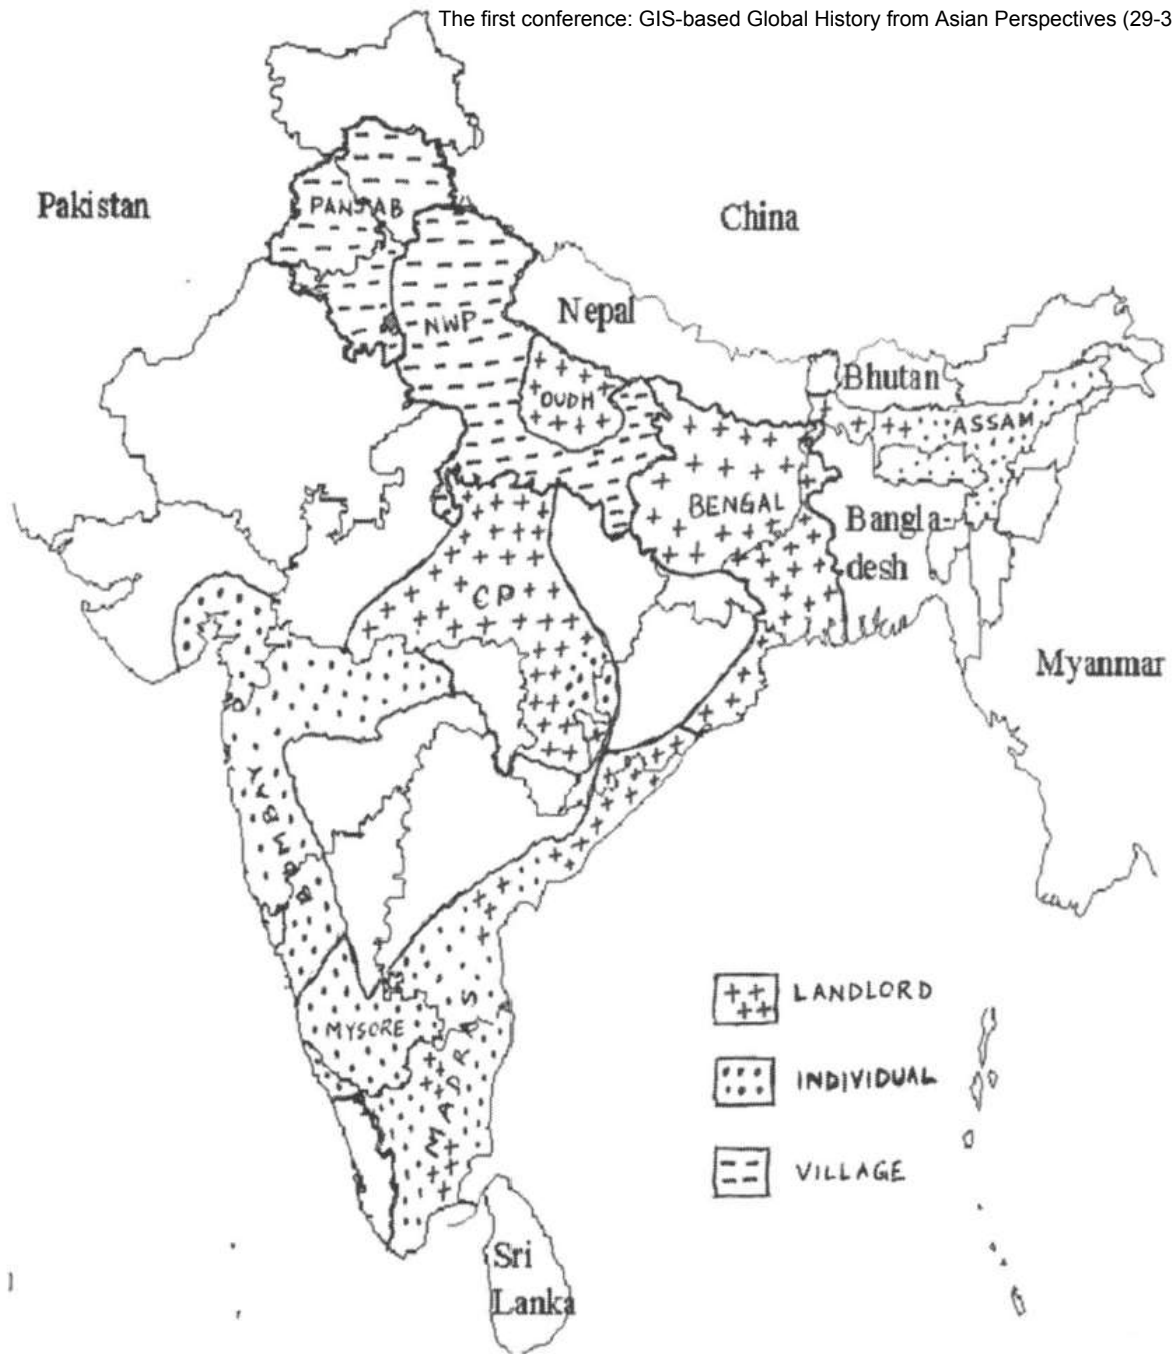 The first conference: GIS-based Global History from Asian Perspectives (29-3
Pakistan
China
PANJAB
NWP
Nepal
OUDH
Bhutan
ASSAM
BENGAL
Bangla-
desh
CP
Myanmar
BOMBAY
MYSORE
MADRAS
LANDLORD
INDIVIDUAL
VILLAGE
Sri
Lanka